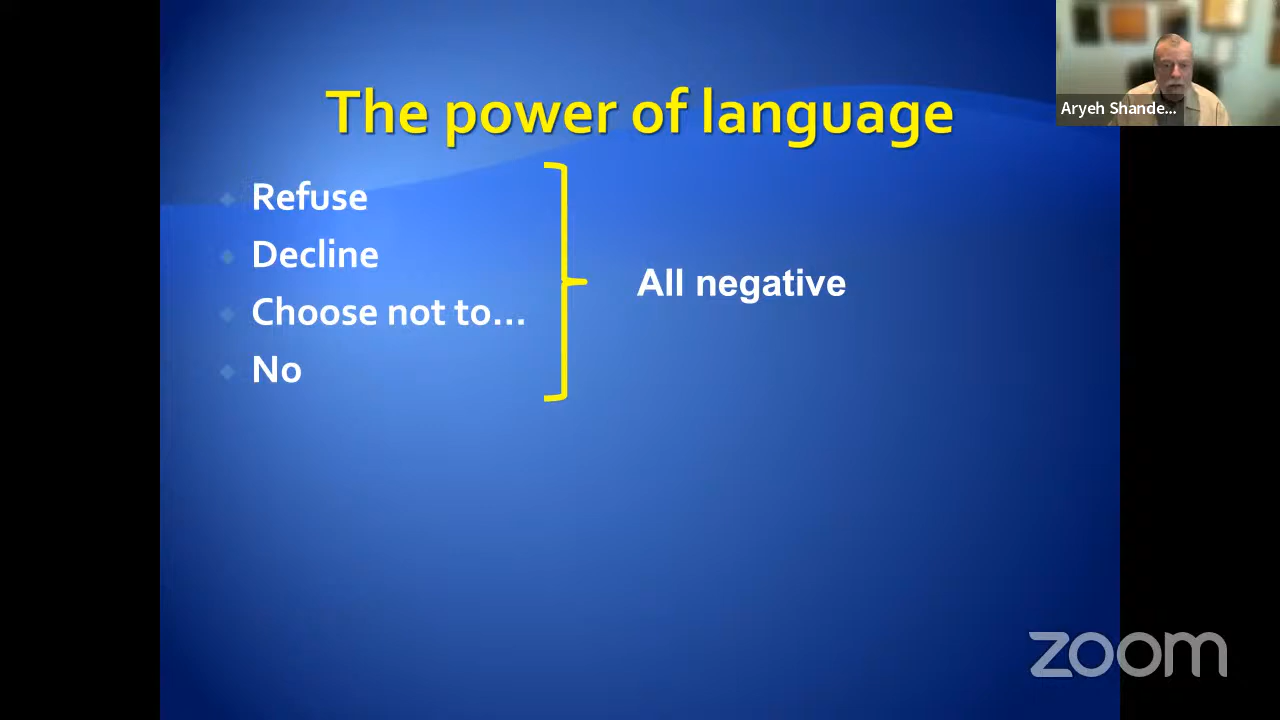 The power of language
Refuse
Decline
Choose not to...
No
All negative
Aryeh Shande...
zoom